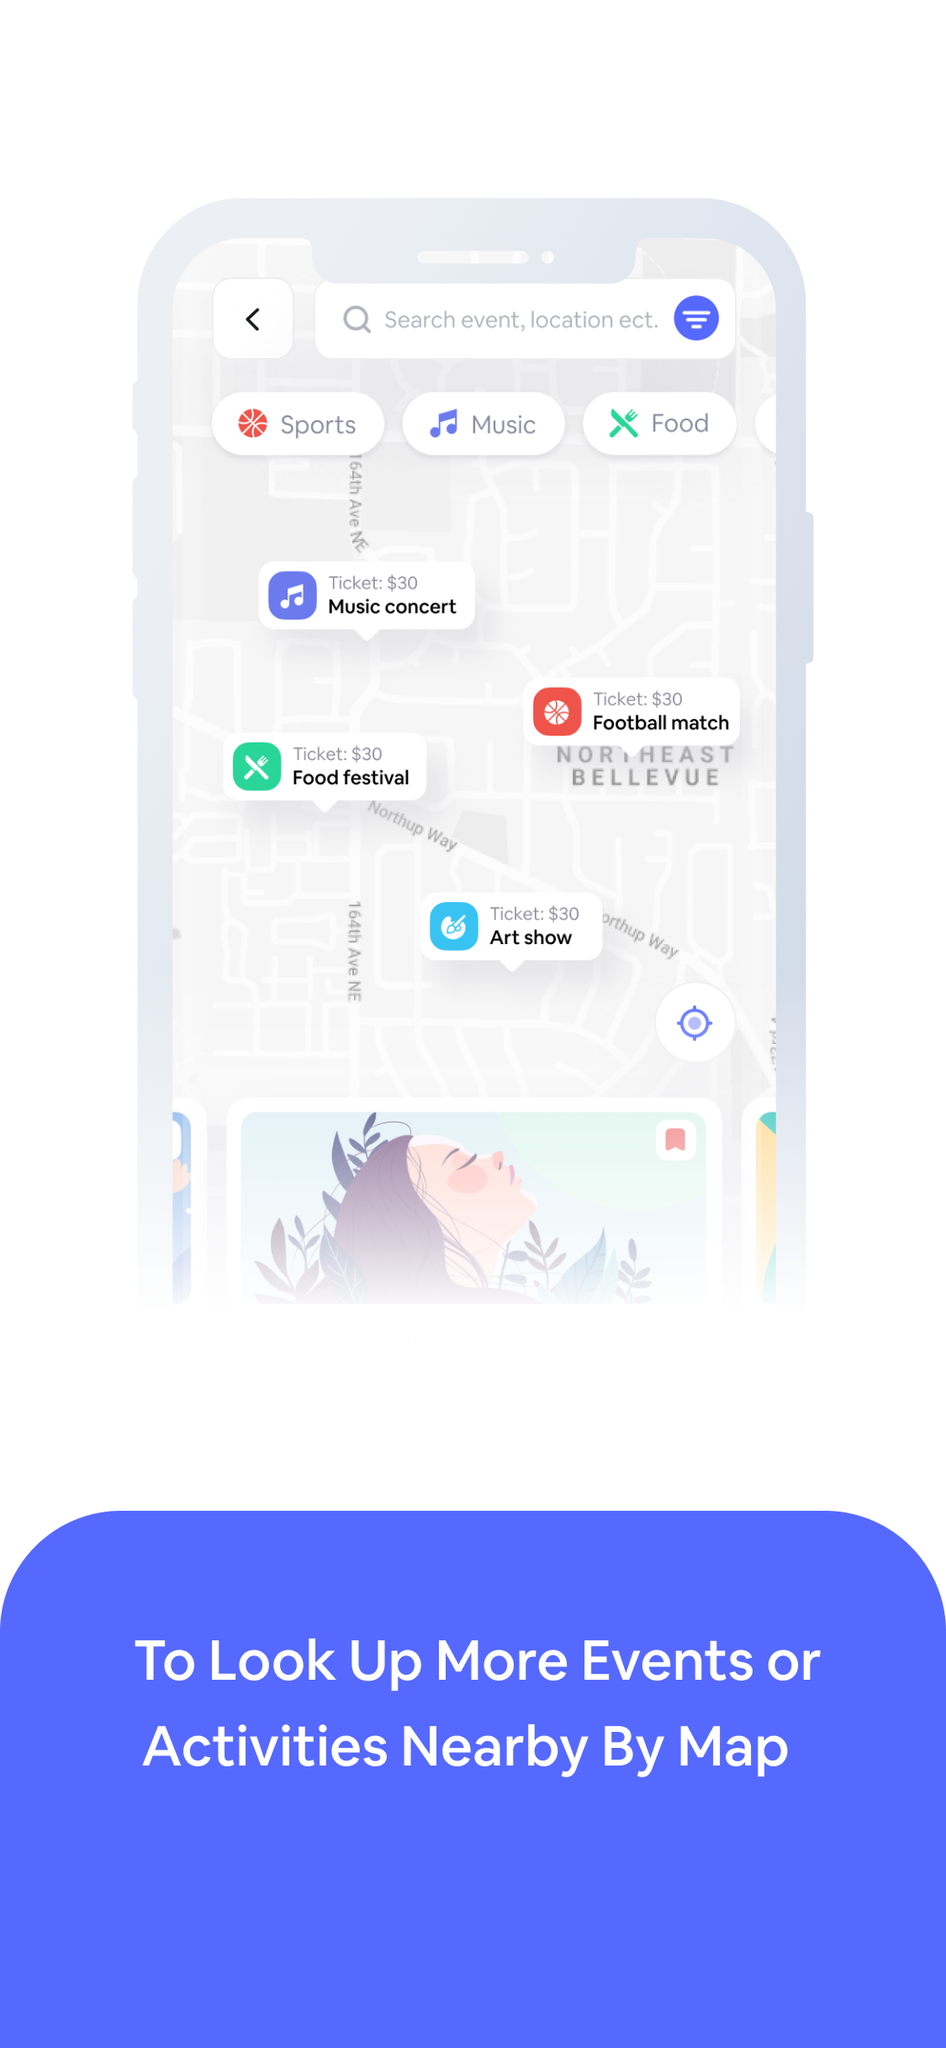 Search event, location ect.
Sports
Music
Food
164th Ave NE
Ticket: $30
Music concert
Ticket: $30
Football match
NORTHEAST
BELLEVUE
Ticket: $30
Food festival
Northup Way
164th Ave NE
Ticket: $30
Art show
orthup Way
To Look Up More Events or
Activities Nearby By Map